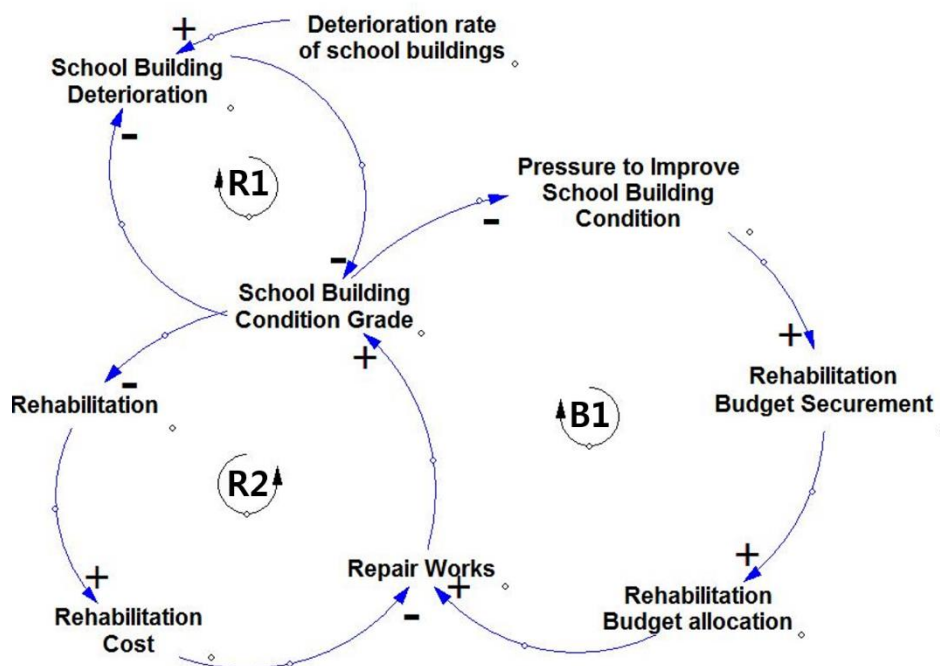 +
Deterioration rate
of school buildings
School Building
Deterioration
-
R1
Pressure to Improve
School Building
Condition
-
-
School Building
Condition Grade
+
+
Rehabilitation
Budget Securement
-
Rehabilitation
B1
R2
+
Repair Works
+
-
+
Rehabilitation
Cost
Rehabilitation
Budget allocation